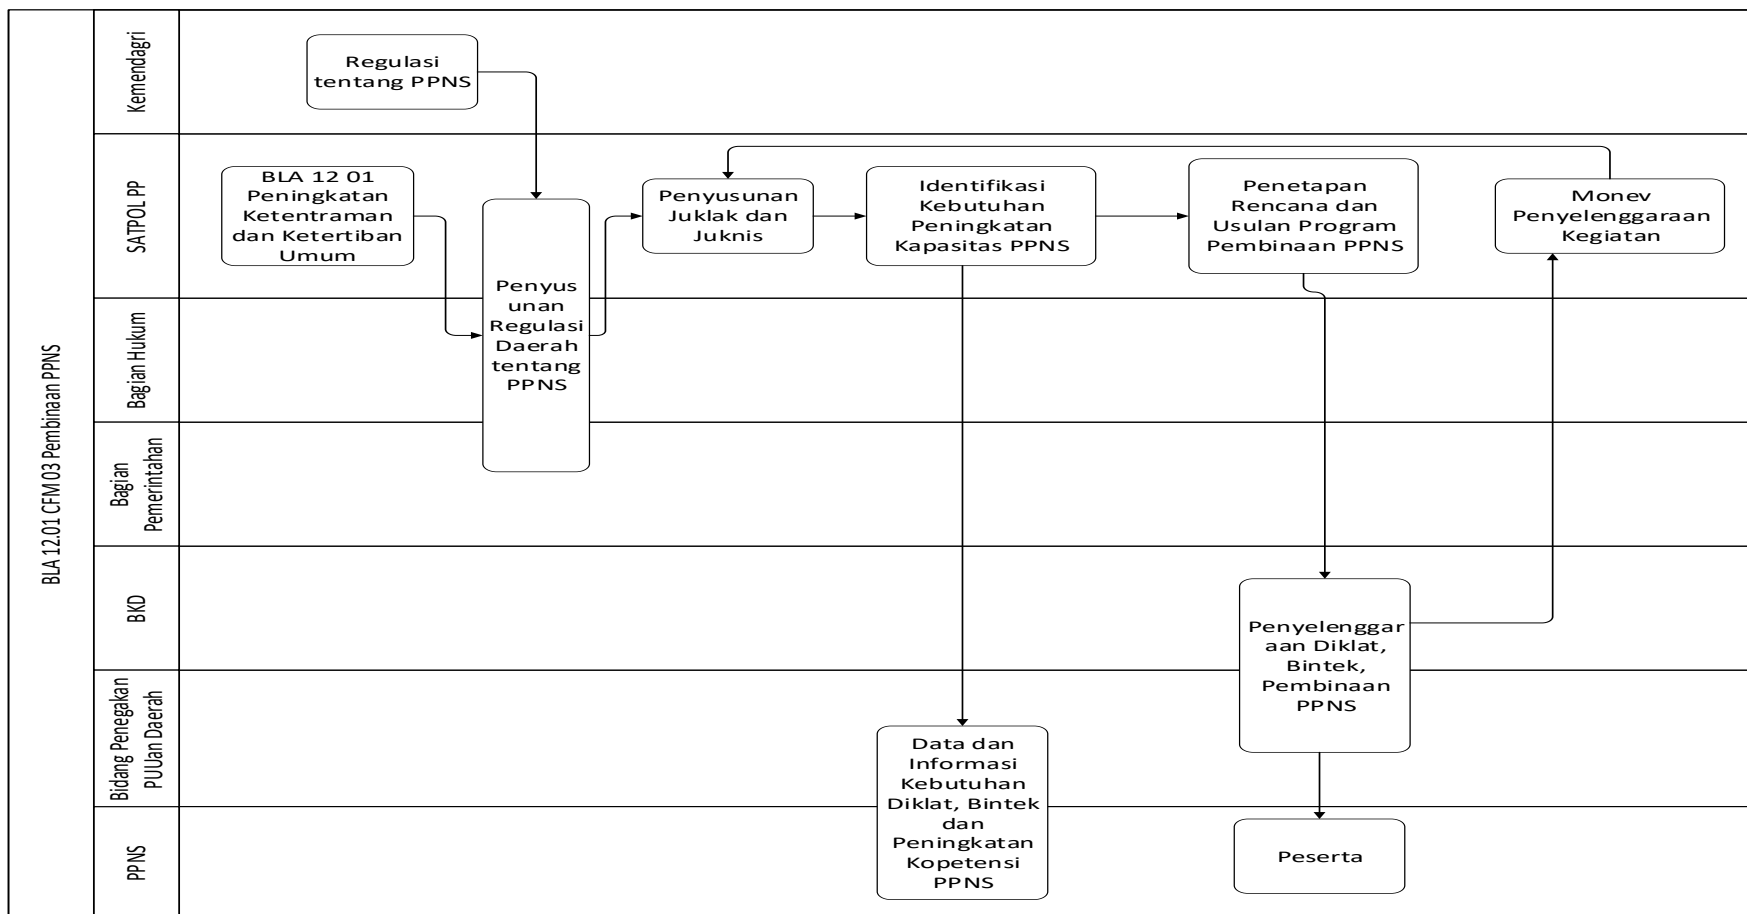 BLA 12.01 CFM 03 Pembinaan PPNS
Kemendagri
Regulasi
tentang PPNS
SATPOL PP
BLA 12 01
Peningkatan
Ketentraman
dan Ketertiban
Umum
Penyus
unan
Regulasi
Daerah
tentang
PPNS
Penyusunan
Juklak dan
Juknis
Identifikasi
Kebutuhan
Peningkatan
Kapasitas PPNS
Penetapan
Rencana dan
Usulan Program
Pembinaan PPNS
Monev
Penyelenggaraan
Kegiatan
Bagian Hukum
Bagian
Pemerintahan
BKD
Penyelenggar
aan Diklat,
Bintek,
Pembinaan
PPNS
Bidang Penegakan
PUUan Daerah
Data dan
Informasi
Kebutuhan
Diklat, Bintek
dan
Peningkatan
Kopetensi
PPNS
PPNS
Peserta